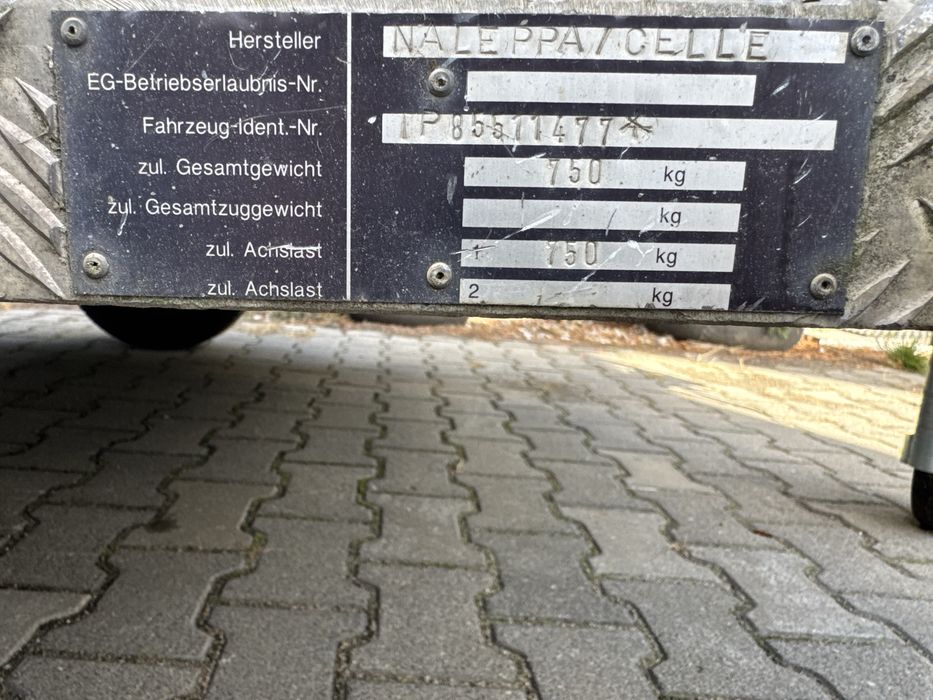 Hersteller NALEPPA/CELLE
EG-Betriebserlaubnis-Nr.
Fahrzeug-Ident.-Nr. TP85511477*
zul. Gesamtgewicht 750 kg
zul. Gesamtzuggewicht kg
zul. Achslast 1 750 kg
zul. Achslast 2 kg